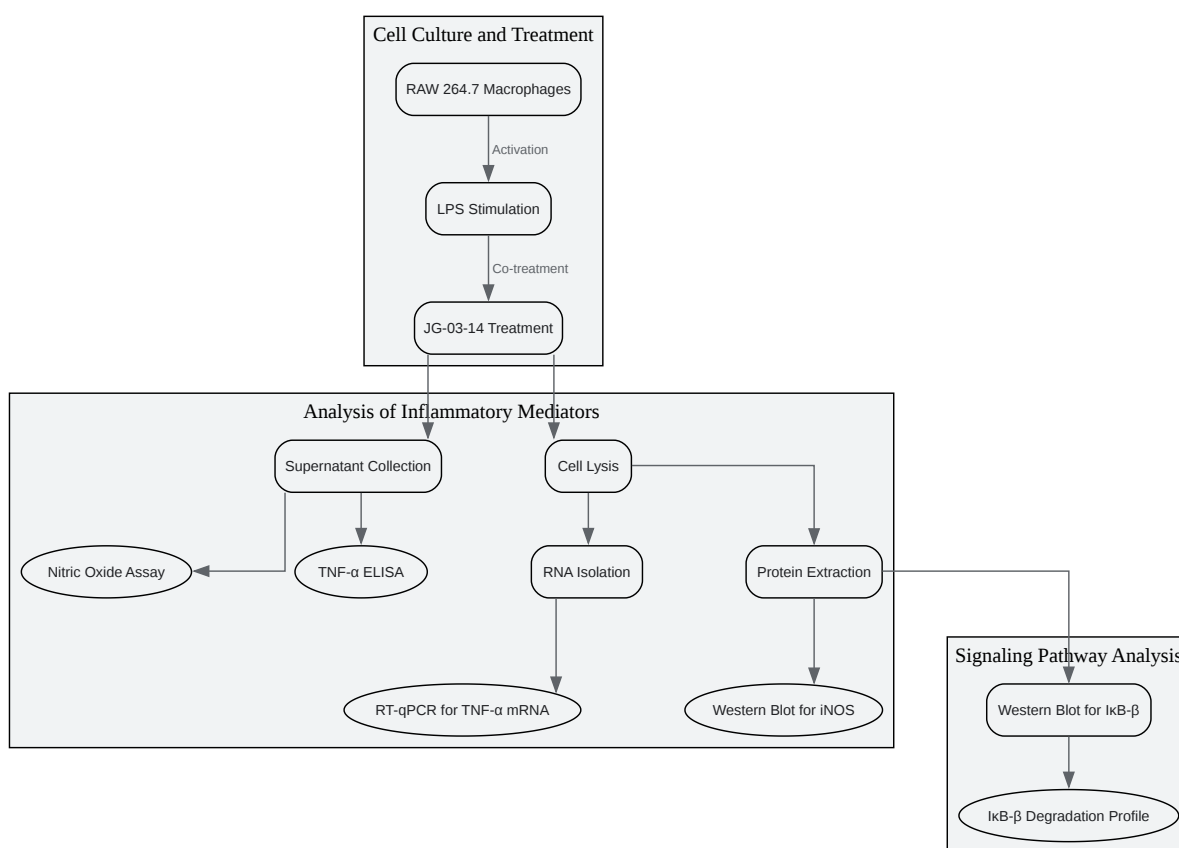 Cell Culture and Treatment
RAW 264.7 Macrophages
Activation
LPS Stimulation
Co-treatment
JG-03-14 Treatment
Analysis of Inflammatory Mediators
Supernatant Collection
Cell Lysis
Nitric Oxide Assay
TNF-α ELISA
RNA Isolation
Protein Extraction
Signaling Pathway Analysis
RT-qPCR for TNF-α mRNA
Western Blot for iNOS
Western Blot for IκB-β
IκB-β Degradation Profile